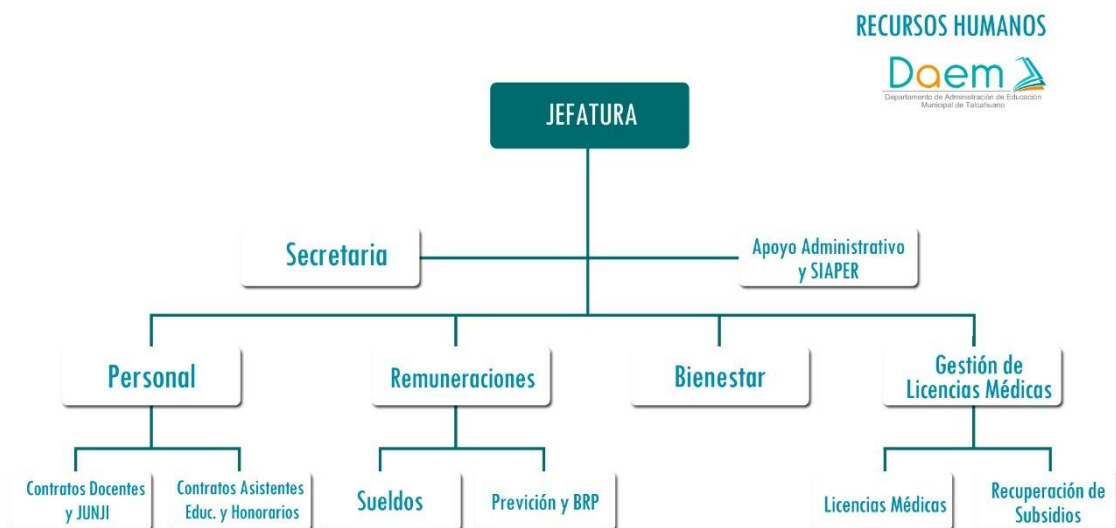 RECURSOS HUMANOS
Daem
Departamento de Administración de Educación
Municipal de Talcahuano
JEFATURA
Secretaria
Apoyo Administrativo
y SIAPER
Personal
Remuneraciones
Bienestar
Gestión de
Licencias Médicas
Contratos Docentes
y JUNJI
Contratos Asistentes
Educ. y Honorarios
Sueldos
Previción y BRP
Licencias Médicas
Recuperación de
Subsidios